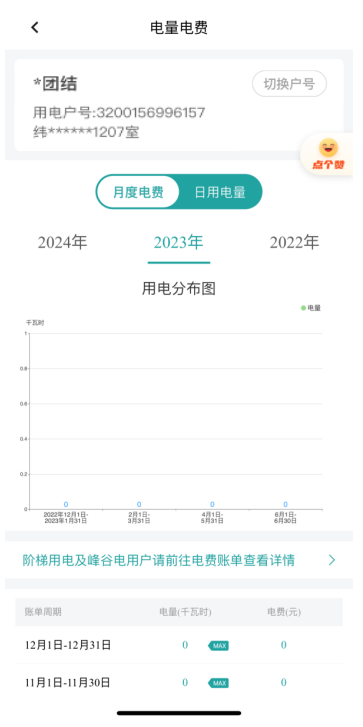 电量电费
*团结
切换户号
用电户号:3200156996157
纬******1207室
点个赞
月度电费 日用电量
2024年 2023年 2022年
用电分布图
电量
千瓦时
1
0.8
0.6
0.4
0.2
0
0 0 0 0
2022年12月1日- 2月1日- 4月1日- 6月1日-
2023年1月31日 3月31日 5月31日 6月30日
阶梯用电及峰谷电用户请前往电费账单查看详情
账单周期 电量(千瓦时) 电费(元)
12月1日-12月31日 0 MAX 0
11月1日-11月30日 0 MAX 0